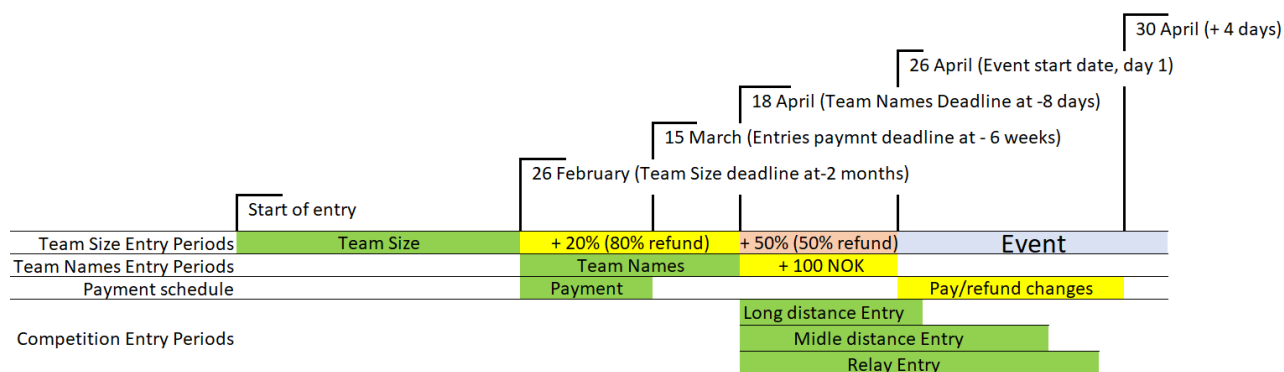 30 April (+ 4 days)
26 April (Event start date, day 1)
18 April (Team Names Deadline at -8 days)
15 March (Entries paymnt deadline at - 6 weeks)
26 February (Team Size deadline at-2 months)
Start of entry
Team Size Entry Periods Team Size + 20% (80% refund) + 50% (50% refund) Event
Team Names Entry Periods Team Names + 100 NOK
Payment schedule Payment Pay/refund changes
Long distance Entry
Competition Entry Periods Midle distance Entry
Relay Entry